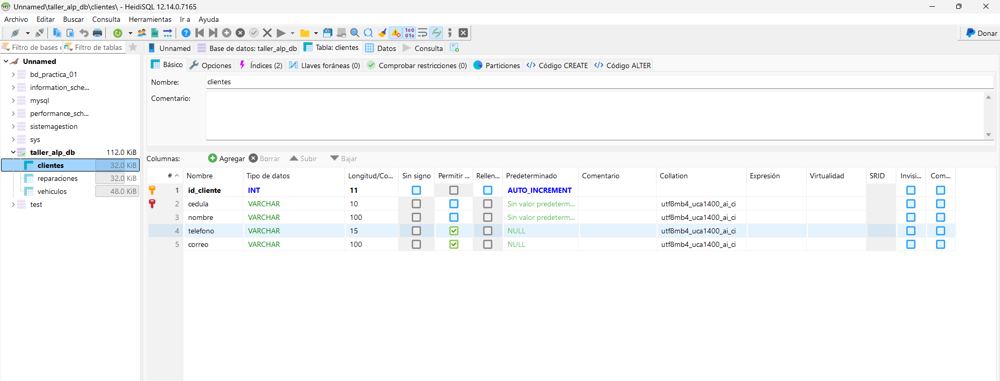 Unnamed\taller_alp_db\clientes\ - HeidiSQL 12.14.0.7165
Archivo Editar Buscar Consulta Herramientas Ir a Ayuda
Donar
Filtro de bases Filtro de tablas
Unnamed Base de datos: taller_alp_db Tabla: clientes Datos Consulta
Unnamed
bd_practica_01
information_sche...
mysql
performance_sch...
sistemagestion
sys
taller_alp_db 112.0 KiB
clientes 32.0 KiB
reparaciones 32.0 KiB
vehiculos 48.0 KiB
test
Básico Opciones Índices (2) Llaves foráneas (0) Comprobar restricciones (0) Particiones Código CREATE Código ALTER
Nombre: clientes
Comentario:
Columnas: Agregar Borrar Subir Bajar
# Nombre Tipo de datos Longitud/Co... Sin signo Permitir ... Rellen... Predeterminado Comentario Collation Expresión Virtualidad SRID Invisi... Com...
1 id_cliente INT 11 AUTO_INCREMENT
2 cedula VARCHAR 10 Sin valor predeterm... utf8mb4_uca1400_ai_ci
3 nombre VARCHAR 100 Sin valor predeterm... utf8mb4_uca1400_ai_ci
4 telefono VARCHAR 15 NULL utf8mb4_uca1400_ai_ci
5 correo VARCHAR 100 NULL utf8mb4_uca1400_ai_ci